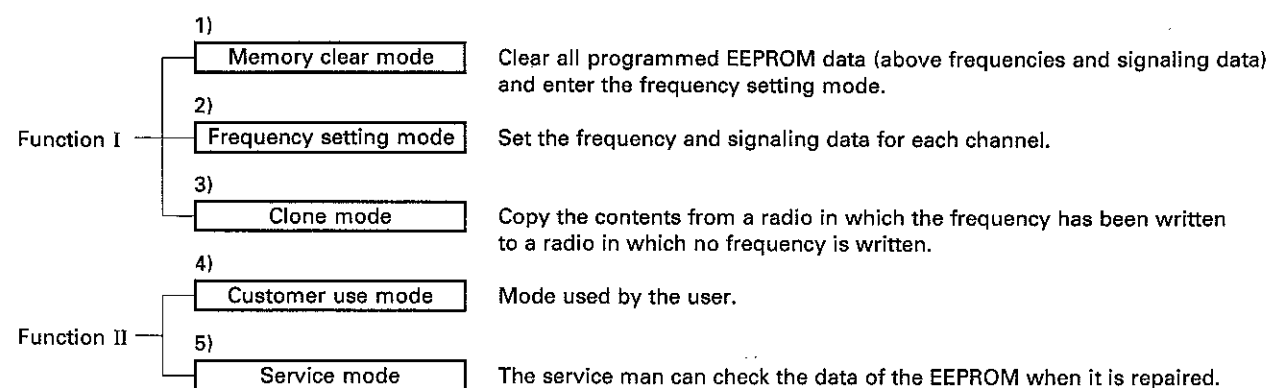 1)
Memory clear mode Clear all programmed EEPROM data (above frequencies and signaling data)
and enter the frequency setting mode.
2)
Function I Frequency setting mode Set the frequency and signaling data for each channel.
3)
Clone mode Copy the contents from a radio in which the frequency has been written
to a radio in which no frequency is written.
4)
Customer use mode Mode used by the user.
Function II
5)
Service mode The service man can check the data of the EEPROM when it is repaired.